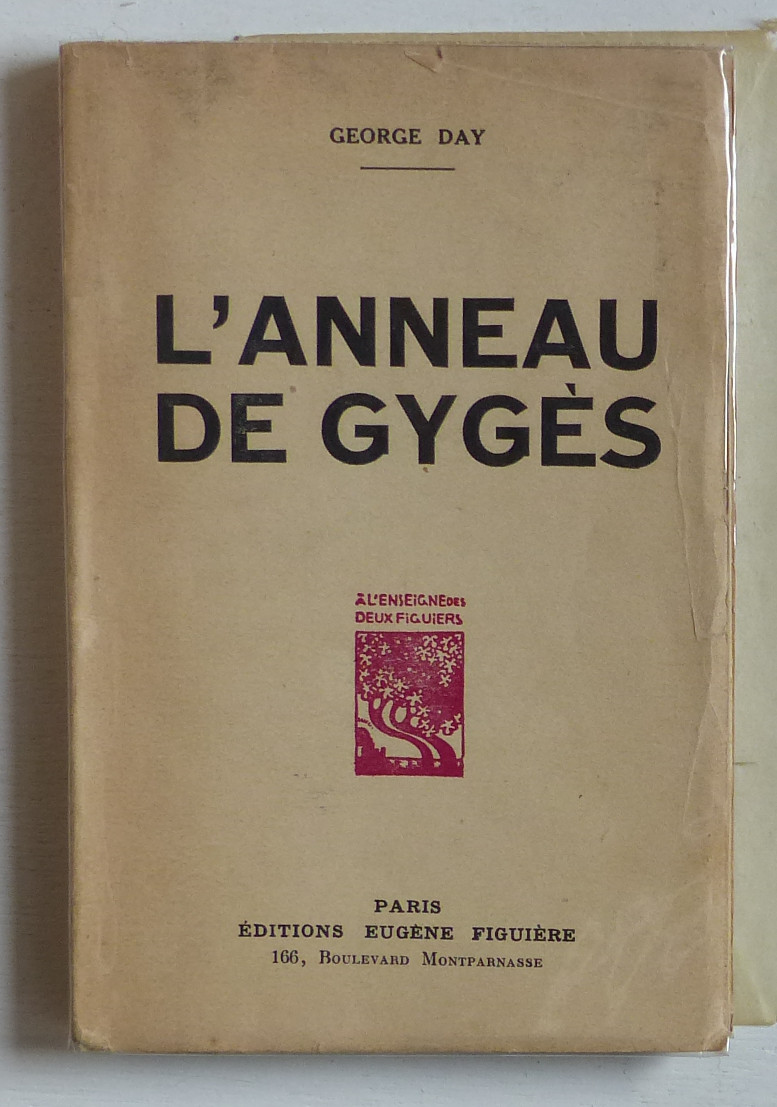 GEORGE DAY
L'ANNEAU
DE GYGÈS
À L'ENSEIGNE DES
DEUX FIGUIERS
PARIS
ÉDITIONS EUGÈNE FIGUIÈRE
166, BOULEVARD MONTPARNASSE